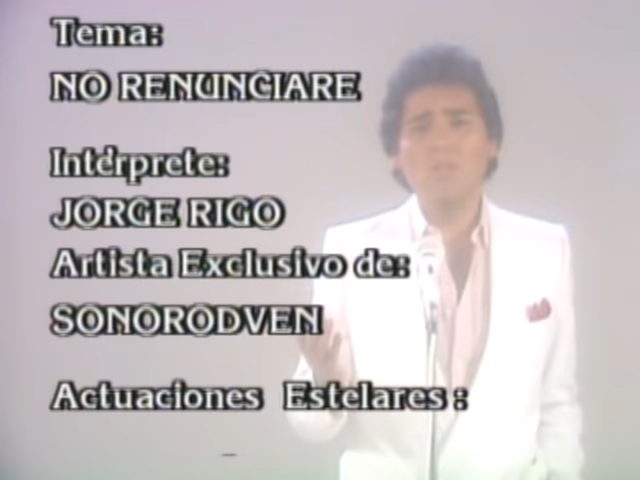 Tema:
NO RENUNCIARE
Intérprete:
JORGE RIGO
Artista Exclusivo de:
SONORODVEN
Actuaciones Estelares :